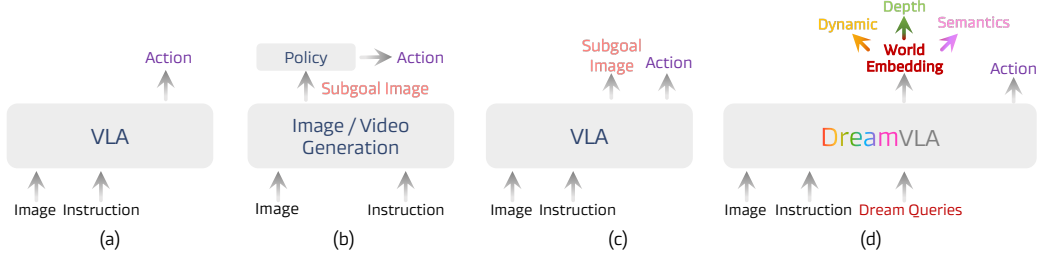 Action
VLA
Image Instruction
(a)
Policy
Action
Subgoal Image
Image / Video
Generation
Image
Instruction
(b)
Subgoal
Image
Action
VLA
Image Instruction
(c)
Depth
Dynamic
Semantics
World
Embedding
Action
DreamVLA
Image
Instruction
Dream Queries
(d)